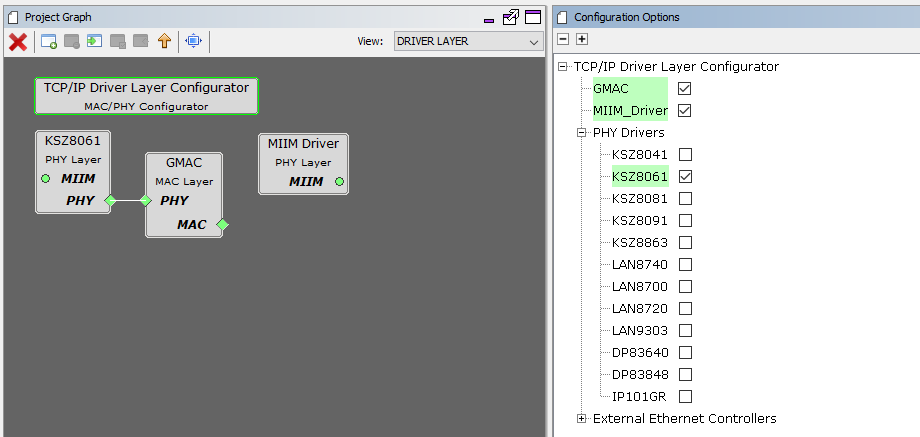 Project Graph
View:
DRIVER LAYER
TCP/IP Driver Layer Configurator
MAC/PHY Configurator
KSZ8061
PHY Layer
MIIM
PHY
GMAC
MAC Layer
PHY
MAC
MIIM Driver
PHY Layer
MIIM
Configuration Options
TCP/IP Driver Layer Configurator
GMAC
MIIM_Driver
PHY Drivers
KSZ8041
KSZ8061
KSZ8081
KSZ8091
KSZ8863
LAN8740
LAN8700
LAN8720
LAN9303
DP83640
DP83848
IP101GR
External Ethernet Controllers